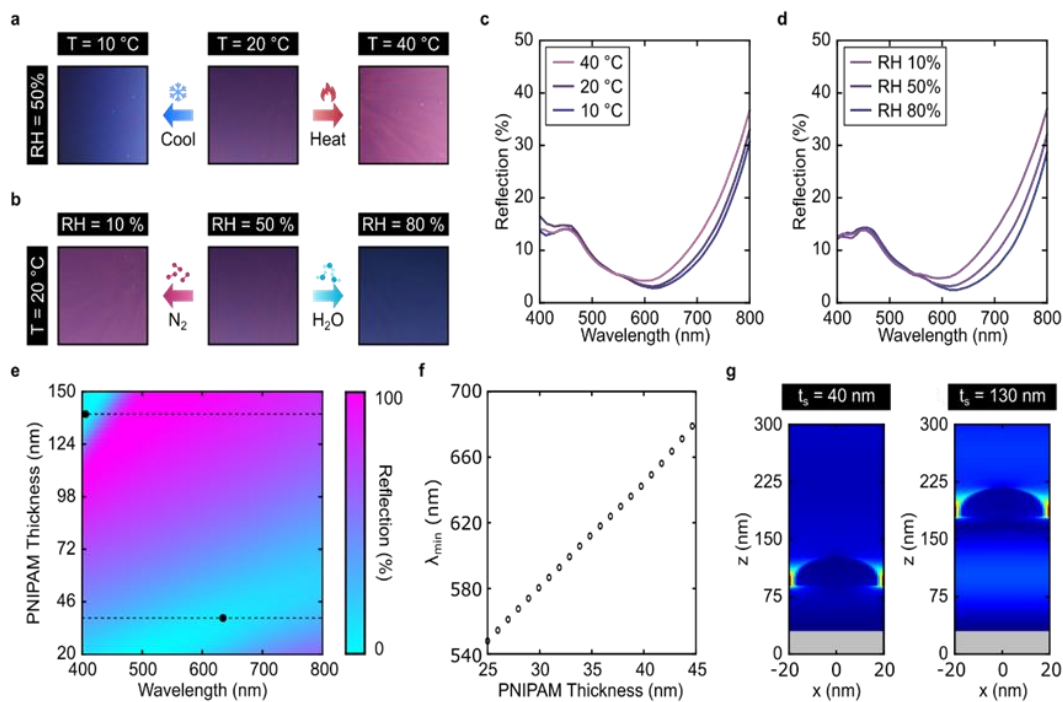 a
T = 10 °C
T = 20 °C
T = 40 °C
RH = 50%
Cool
Heat
b
RH = 10 %
RH = 50 %
RH = 80 %
T = 20 °C
N₂
H₂O
c
50
40
30
20
10
0
Reflection (%)
40 °C
20 °C
10 °C
400 500 600 700 800
Wavelength (nm)
d
50
40
30
20
10
0
Reflection (%)
RH 10%
RH 50%
RH 80%
400 500 600 700 800
Wavelength (nm)
e
150
124
98
72
46
20
PNIPAM Thickness (nm)
400 500 600 700 800
Wavelength (nm)
100
0
Reflection (%)
f
700
660
620
580
540
λmin (nm)
25 30 35 40 45
PNIPAM Thickness (nm)
g
tₛ = 40 nm
300
225
150
75
0
z (nm)
-20 0 20
x (nm)
tₛ = 130 nm
300
225
150
75
0
z (nm)
-20 0 20
x (nm)